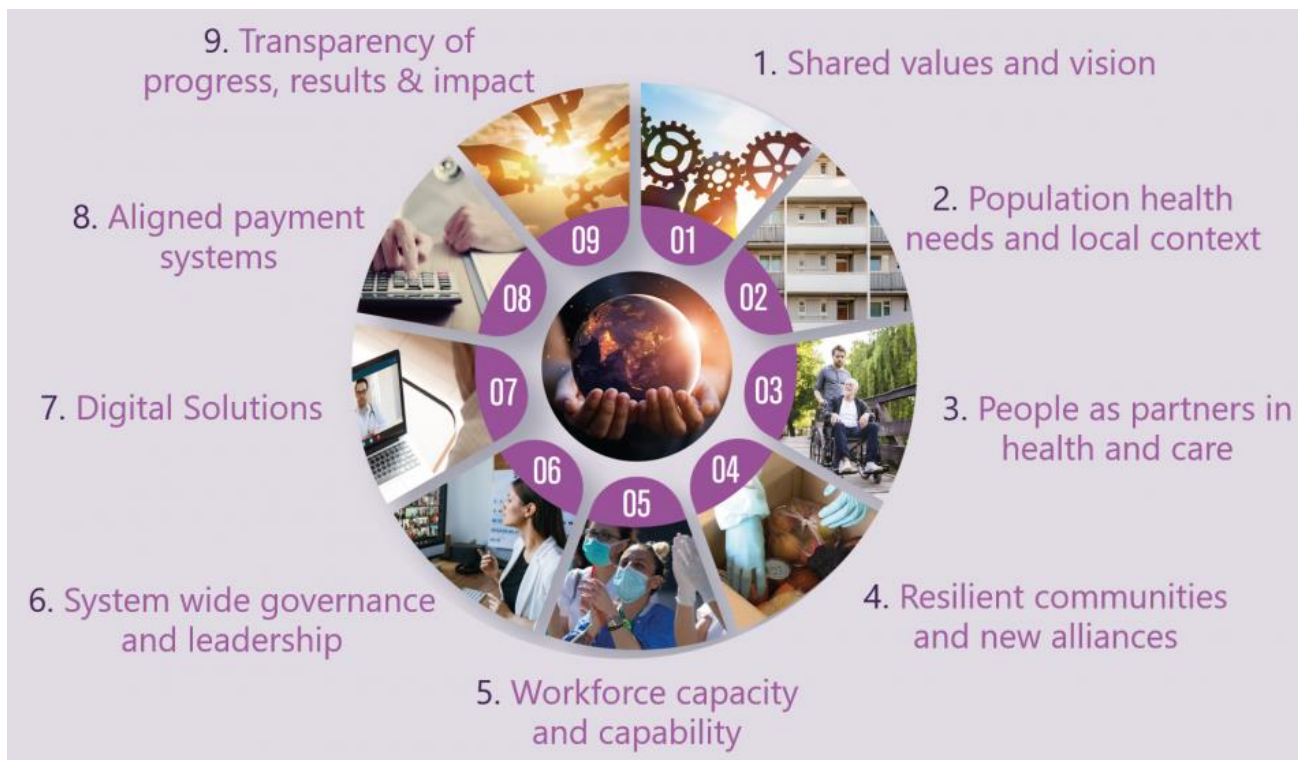 1. Shared values and vision
2. Population health
needs and local context
3. People as partners in
health and care
4. Resilient communities
and new alliances
5. Workforce capacity
and capability
6. System wide governance
and leadership
7. Digital Solutions
8. Aligned payment
systems
9. Transparency of
progress, results & impact
01
02
03
04
05
06
07
08
09